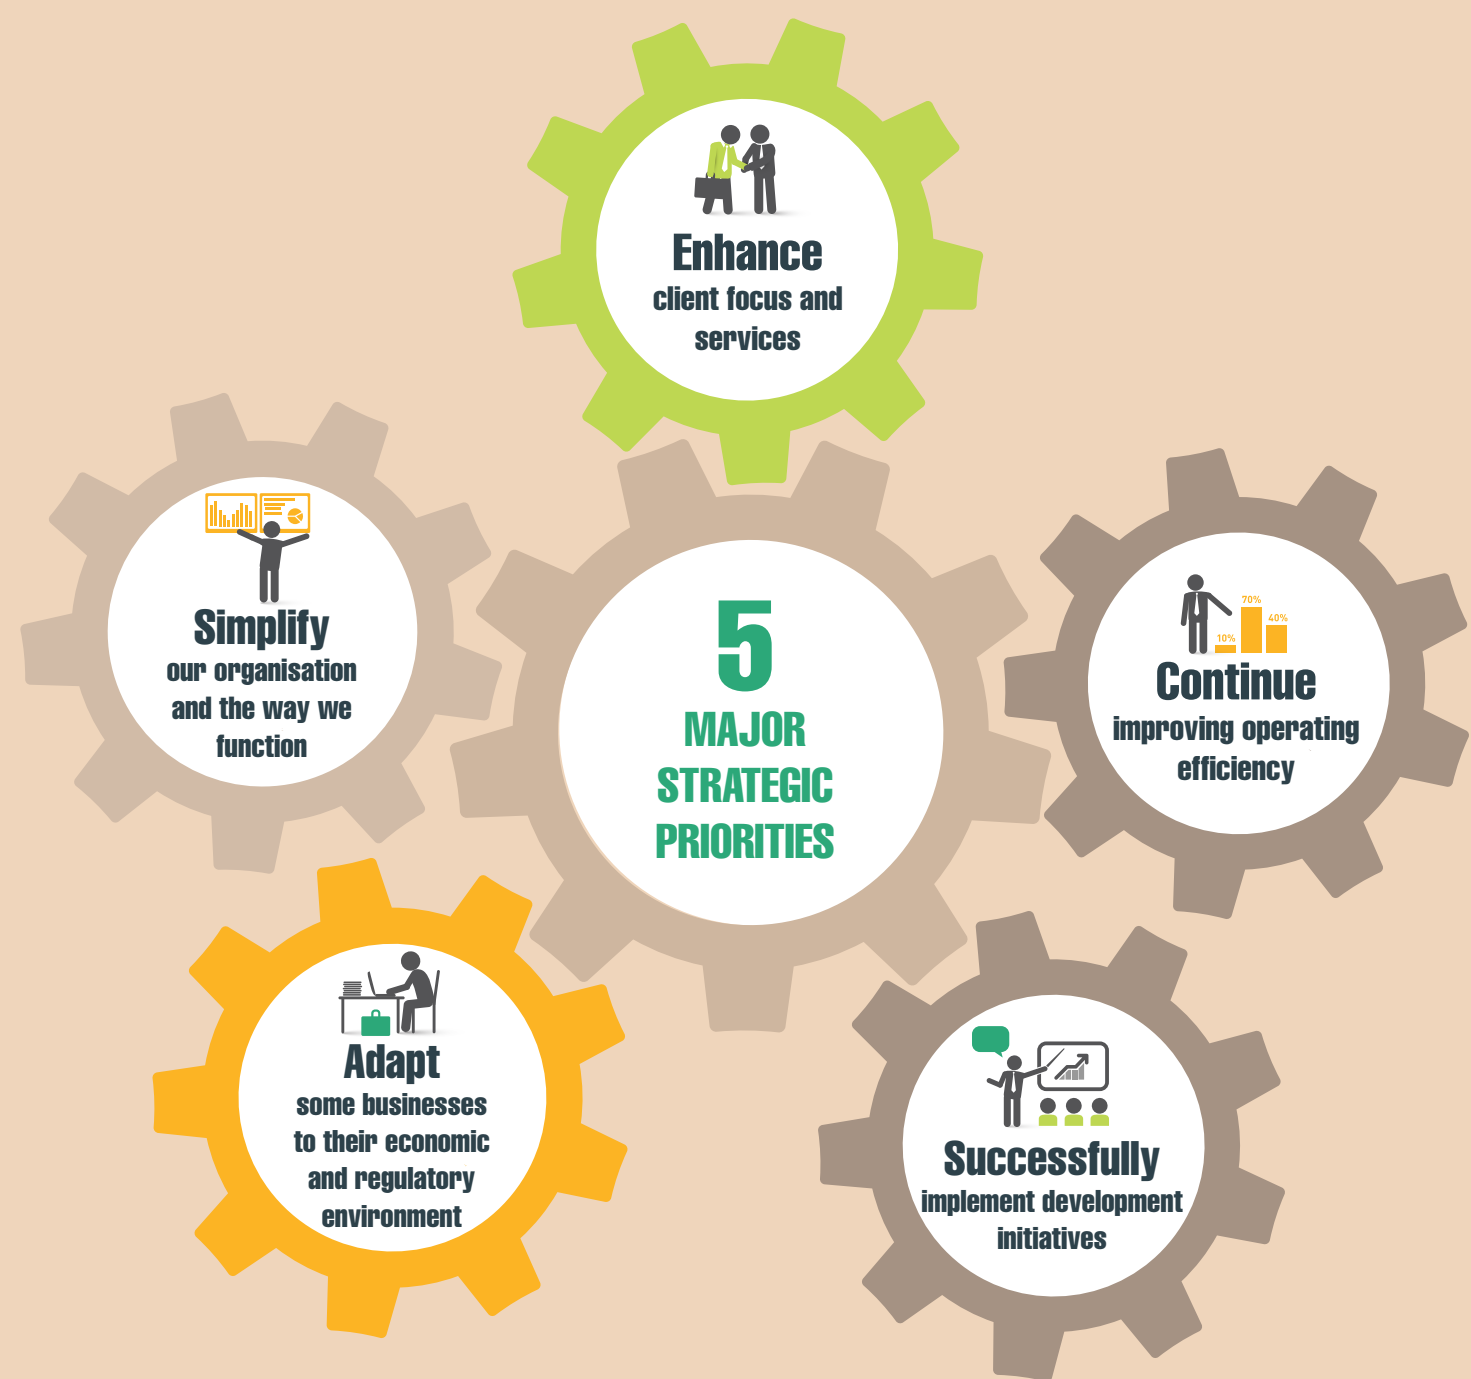 Enhance
client focus and
services
Simplify
our organisation
and the way we
function
5
MAJOR
STRATEGIC
PRIORITIES
10%
70%
40%
Continue
improving operating
efficiency
Adapt
some businesses
to their economic
and regulatory
environment
Successfully
implement development
initiatives